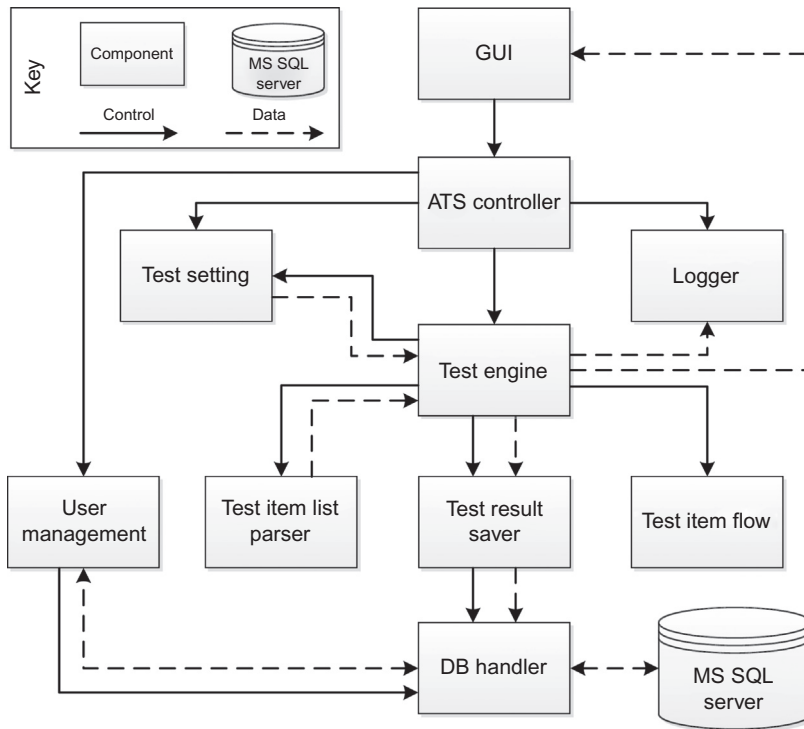 Key
Component
MS SQL
server
Control
Data
GUI
ATS controller
Test setting
Logger
Test engine
User
management
Test item list
parser
Test result
saver
Test item flow
DB handler
MS SQL
server